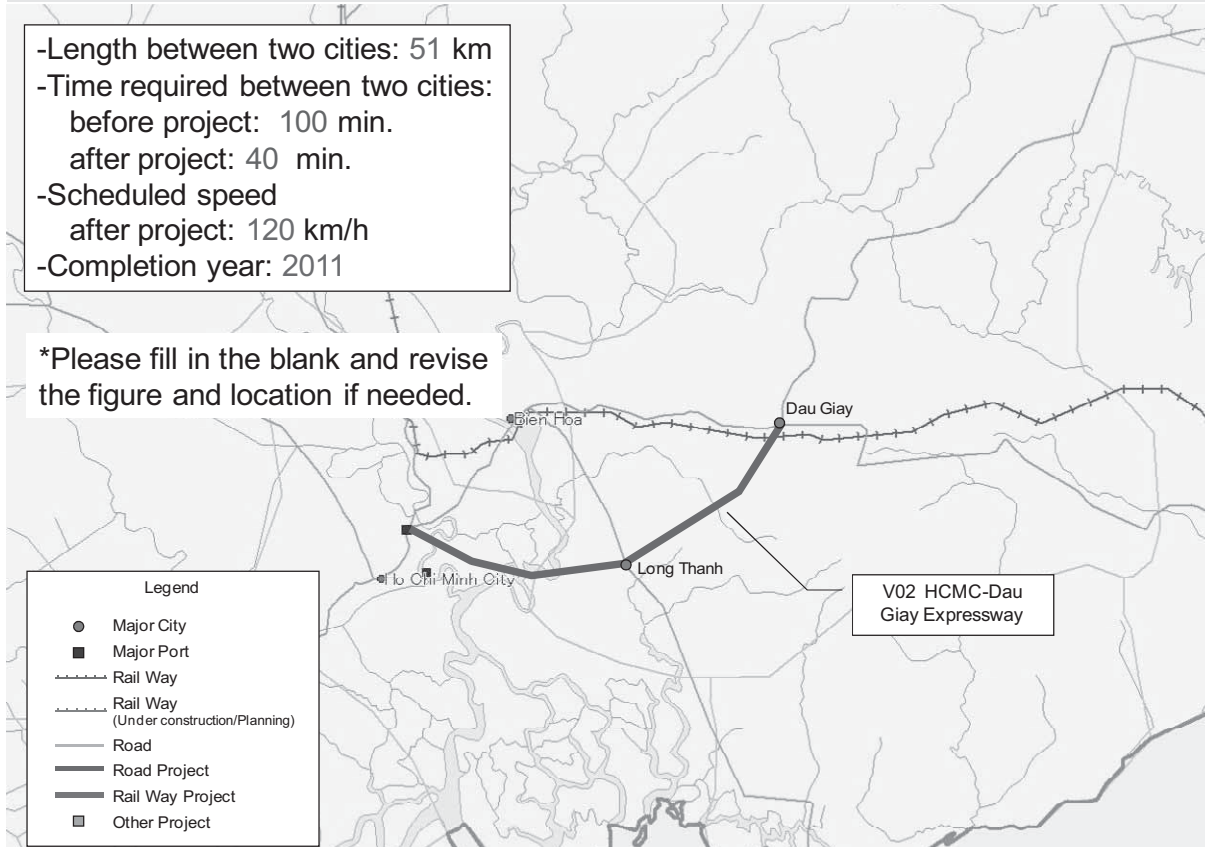 -Length between two cities: 51 km
-Time required between two cities:
before project: 100 min.
after project: 40 min.
-Scheduled speed
after project: 120 km/h
-Completion year: 2011
*Please fill in the blank and revise
the figure and location if needed.
Bien Hoa
Dau Giay
Long Thanh
Ho Chi Minh City
V02 HCMC-Dau
Giay Expressway
Legend
Major City
Major Port
Rail Way
Rail Way
(Under construction/Planning)
Road
Road Project
Rail Way Project
Other Project